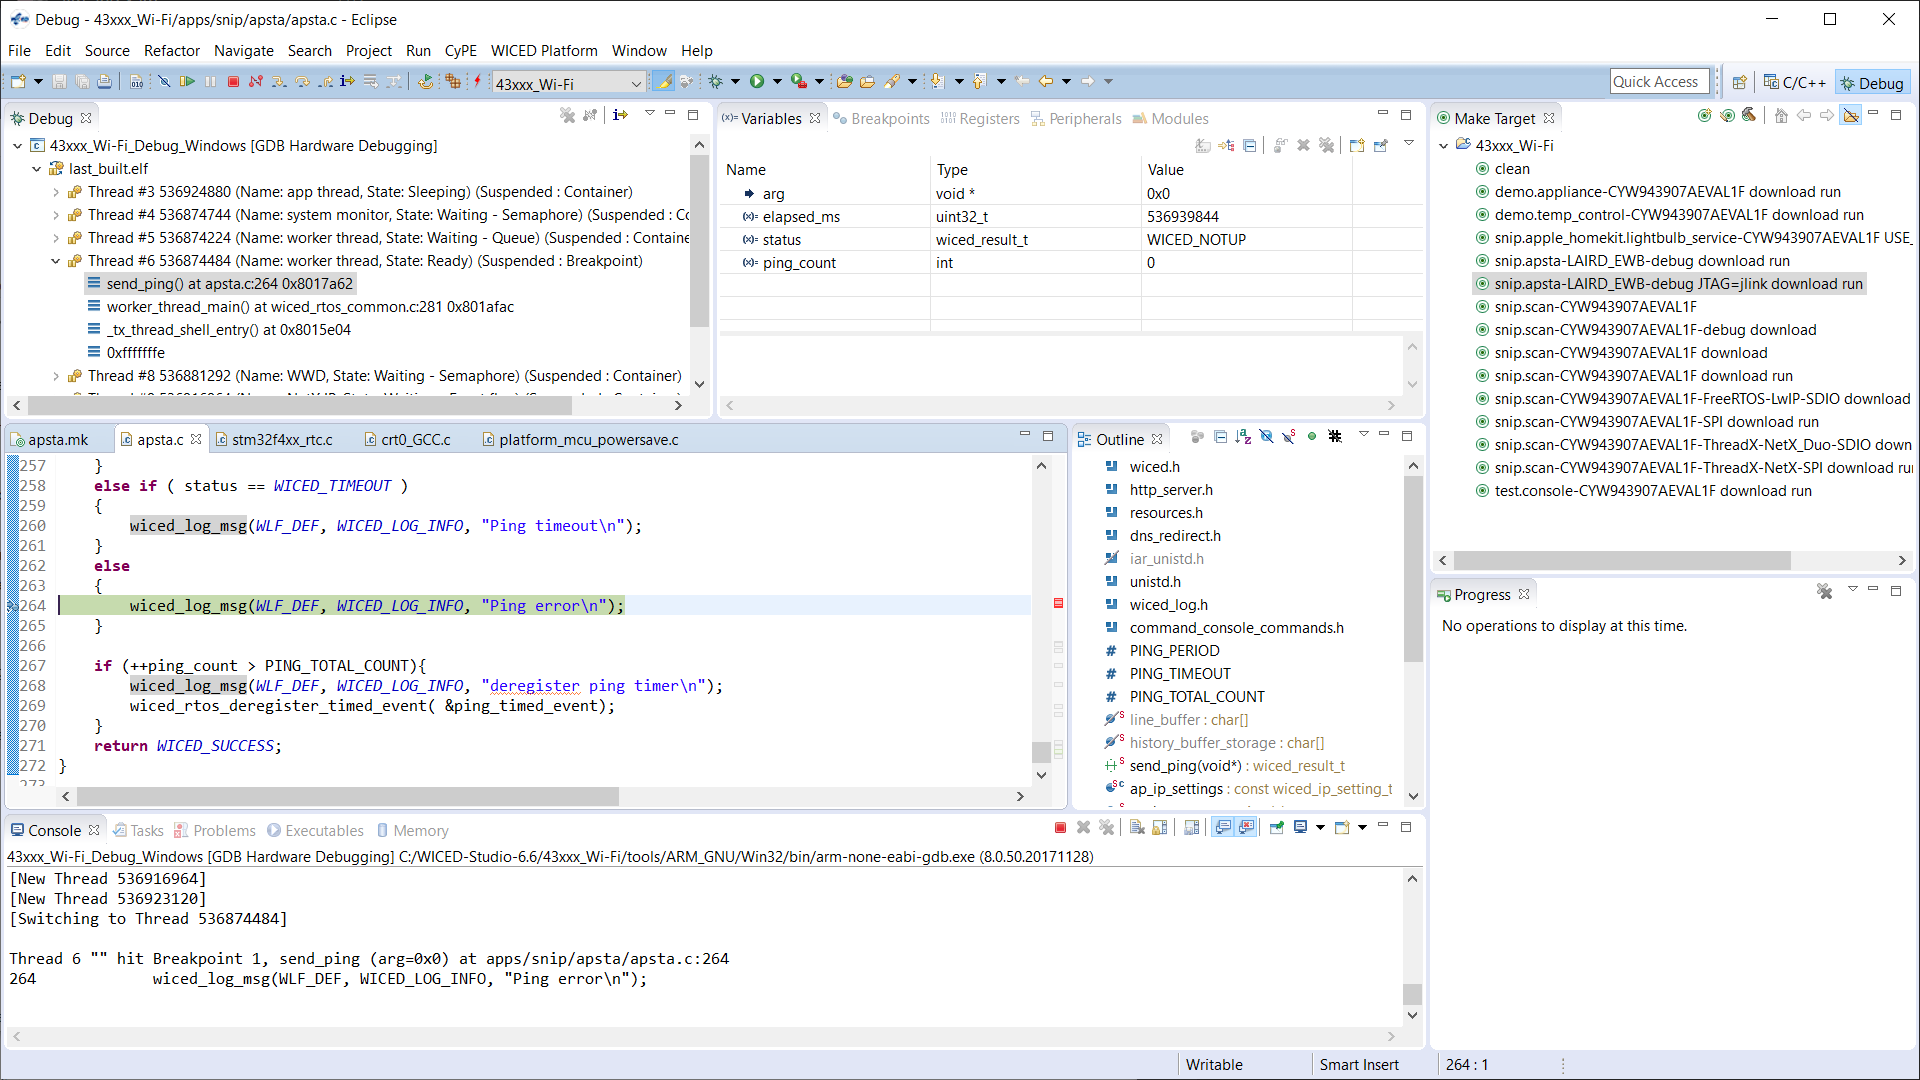 Debug - 43xxx_Wi-Fi/apps/snip/apsta/apsta.c - Eclipse
File Edit Source Refactor Navigate Search Project Run CyPE WICED Platform Window Help
43xxx_Wi-Fi
Quick Access
C/C++
Debug
Debug
43xxx_Wi-Fi_Debug_Windows [GDB Hardware Debugging]
last_built.elf
Thread #3 536924880 (Name: app thread, State: Sleeping) (Suspended : Container)
Thread #4 536874744 (Name: system monitor, State: Waiting - Semaphore) (Suspended : Cc
Thread #5 536874224 (Name: worker thread, State: Waiting - Queue) (Suspended : Containe
Thread #6 536874484 (Name: worker thread, State: Ready) (Suspended : Breakpoint)
send_ping() at apsta.c:264 0x8017a62
worker_thread_main() at wiced_rtos_common.c:281 0x801afac
_tx_thread_shell_entry() at 0x8015e04
0xfffffffe
Thread #8 536881292 (Name: WWD, State: Waiting - Semaphore) (Suspended : Container)
(x)= Variables Breakpoints Registers Peripherals Modules
Name Type Value
arg void * 0x0
(x)= elapsed_ms uint32_t 536939844
(x)= status wiced_result_t WICED_NOTUP
(x)= ping_count int 0
Make Target
43xxx_Wi-Fi
clean
demo.appliance-CYW943907AEVAL1F download run
demo.temp_control-CYW943907AEVAL1F download run
snip.apple_homekit.lightbulb_service-CYW943907AEVAL1F USE_
snip.apsta-LAIRD_EWB-debug download run
snip.apsta-LAIRD_EWB-debug JTAG=jlink download run
snip.scan-CYW943907AEVAL1F
snip.scan-CYW943907AEVAL1F-debug download
snip.scan-CYW943907AEVAL1F download
snip.scan-CYW943907AEVAL1F download run
snip.scan-CYW943907AEVAL1F-FreeRTOS-LwIP-SDIO download
snip.scan-CYW943907AEVAL1F-SPI download run
snip.scan-CYW943907AEVAL1F-ThreadX-NetX_Duo-SDIO down
snip.scan-CYW943907AEVAL1F-ThreadX-NetX-SPI download ru
test.console-CYW943907AEVAL1F download run
apsta.mk apsta.c stm32f4xx_rtc.c crt0_GCC.c platform_mcu_powersave.c
257 }
258 else if ( status == WICED_TIMEOUT )
259 {
260 wiced_log_msg(WLF_DEF, WICED_LOG_INFO, "Ping timeout\n");
261 }
262 else
263 {
264 wiced_log_msg(WLF_DEF, WICED_LOG_INFO, "Ping error\n");
265 }
266
267 if (++ping_count > PING_TOTAL_COUNT){
268 wiced_log_msg(WLF_DEF, WICED_LOG_INFO, "deregister ping timer\n");
269 wiced_rtos_deregister_timed_event( &ping_timed_event);
270 }
271 return WICED_SUCCESS;
272 }
273
Outline
wiced.h
http_server.h
resources.h
dns_redirect.h
iar_unistd.h
unistd.h
wiced_log.h
command_console_commands.h
# PING_PERIOD
# PING_TIMEOUT
# PING_TOTAL_COUNT
line_buffer : char[]
history_buffer_storage : char[]
send_ping(void*) : wiced_result_t
ap_ip_settings : const wiced_ip_setting_t
Progress
No operations to display at this time.
Console Tasks Problems Executables Memory
43xxx_Wi-Fi_Debug_Windows [GDB Hardware Debugging] C:/WICED-Studio-6.6/43xxx_Wi-Fi/tools/ARM_GNU/Win32/bin/arm-none-eabi-gdb.exe (8.0.50.20171128)
[New Thread 536916964]
[New Thread 536923120]
[Switching to Thread 536874484]
Thread 6 "" hit Breakpoint 1, send_ping (arg=0x0) at apps/snip/apsta/apsta.c:264
264 wiced_log_msg(WLF_DEF, WICED_LOG_INFO, "Ping error\n");
Writable Smart Insert 264 : 1